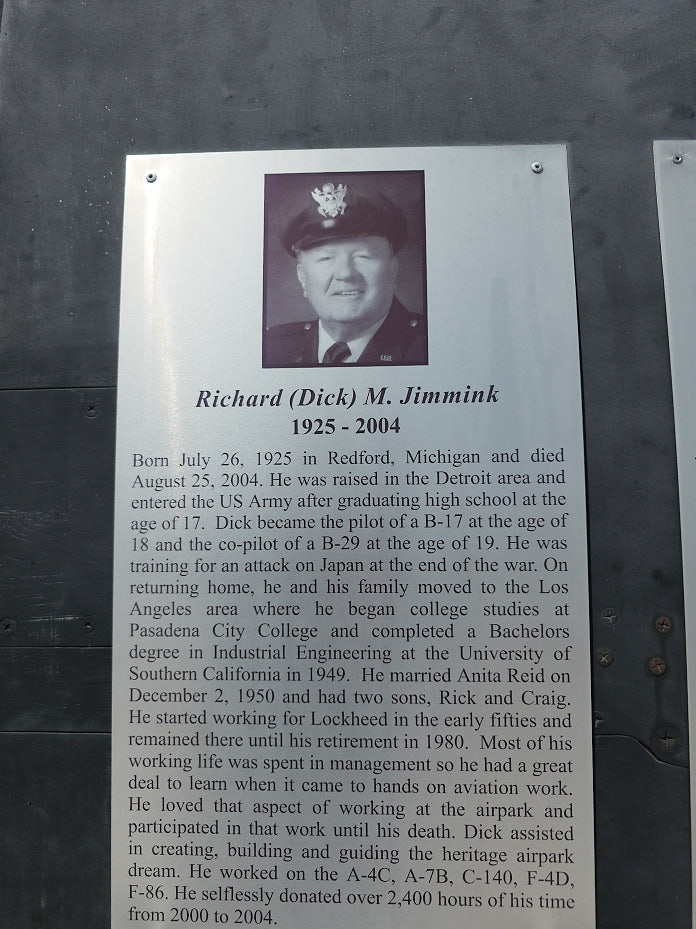 U.S.
Richard (Dick) M. Jimmink
1925 - 2004
Born July 26, 1925 in Redford, Michigan and died
August 25, 2004. He was raised in the Detroit area and
entered the US Army after graduating high school at the
age of 17. Dick became the pilot of a B-17 at the age of
18 and the co-pilot of a B-29 at the age of 19. He was
training for an attack on Japan at the end of the war. On
returning home, he and his family moved to the Los
Angeles area where he began college studies at
Pasadena City College and completed a Bachelors
degree in Industrial Engineering at the University of
Southern California in 1949. He married Anita Reid on
December 2, 1950 and had two sons, Rick and Craig.
He started working for Lockheed in the early fifties and
remained there until his retirement in 1980. Most of his
working life was spent in management so he had a great
deal to learn when it came to hands on aviation work.
He loved that aspect of working at the airpark and
participated in that work until his death. Dick assisted
in creating, building and guiding the heritage airpark
dream. He worked on the A-4C, A-7B, C-140, F-4D,
F-86. He selflessly donated over 2,400 hours of his time
from 2000 to 2004.